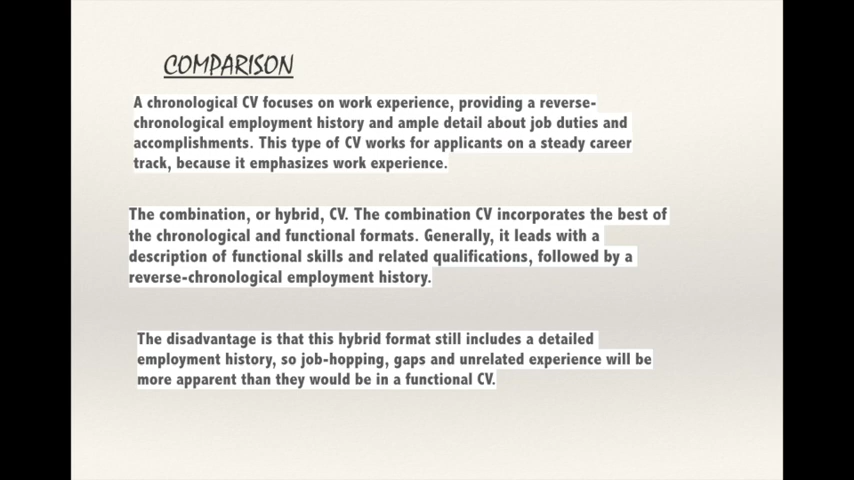 COMPARISON
A chronological CV focuses on work experience, providing a reverse-
chronological employment history and ample detail about job duties and
accomplishments. This type of CV works for applicants on a steady career
track, because it emphasizes work experience.
The combination, or hybrid, CV. The combination CV incorporates the best of
the chronological and functional formats. Generally, it leads with a
description of functional skills and related qualifications, followed by a
reverse-chronological employment history.
The disadvantage is that this hybrid format still includes a detailed
employment history, so job-hopping, gaps and unrelated experience will be
more apparent than they would be in a functional CV.